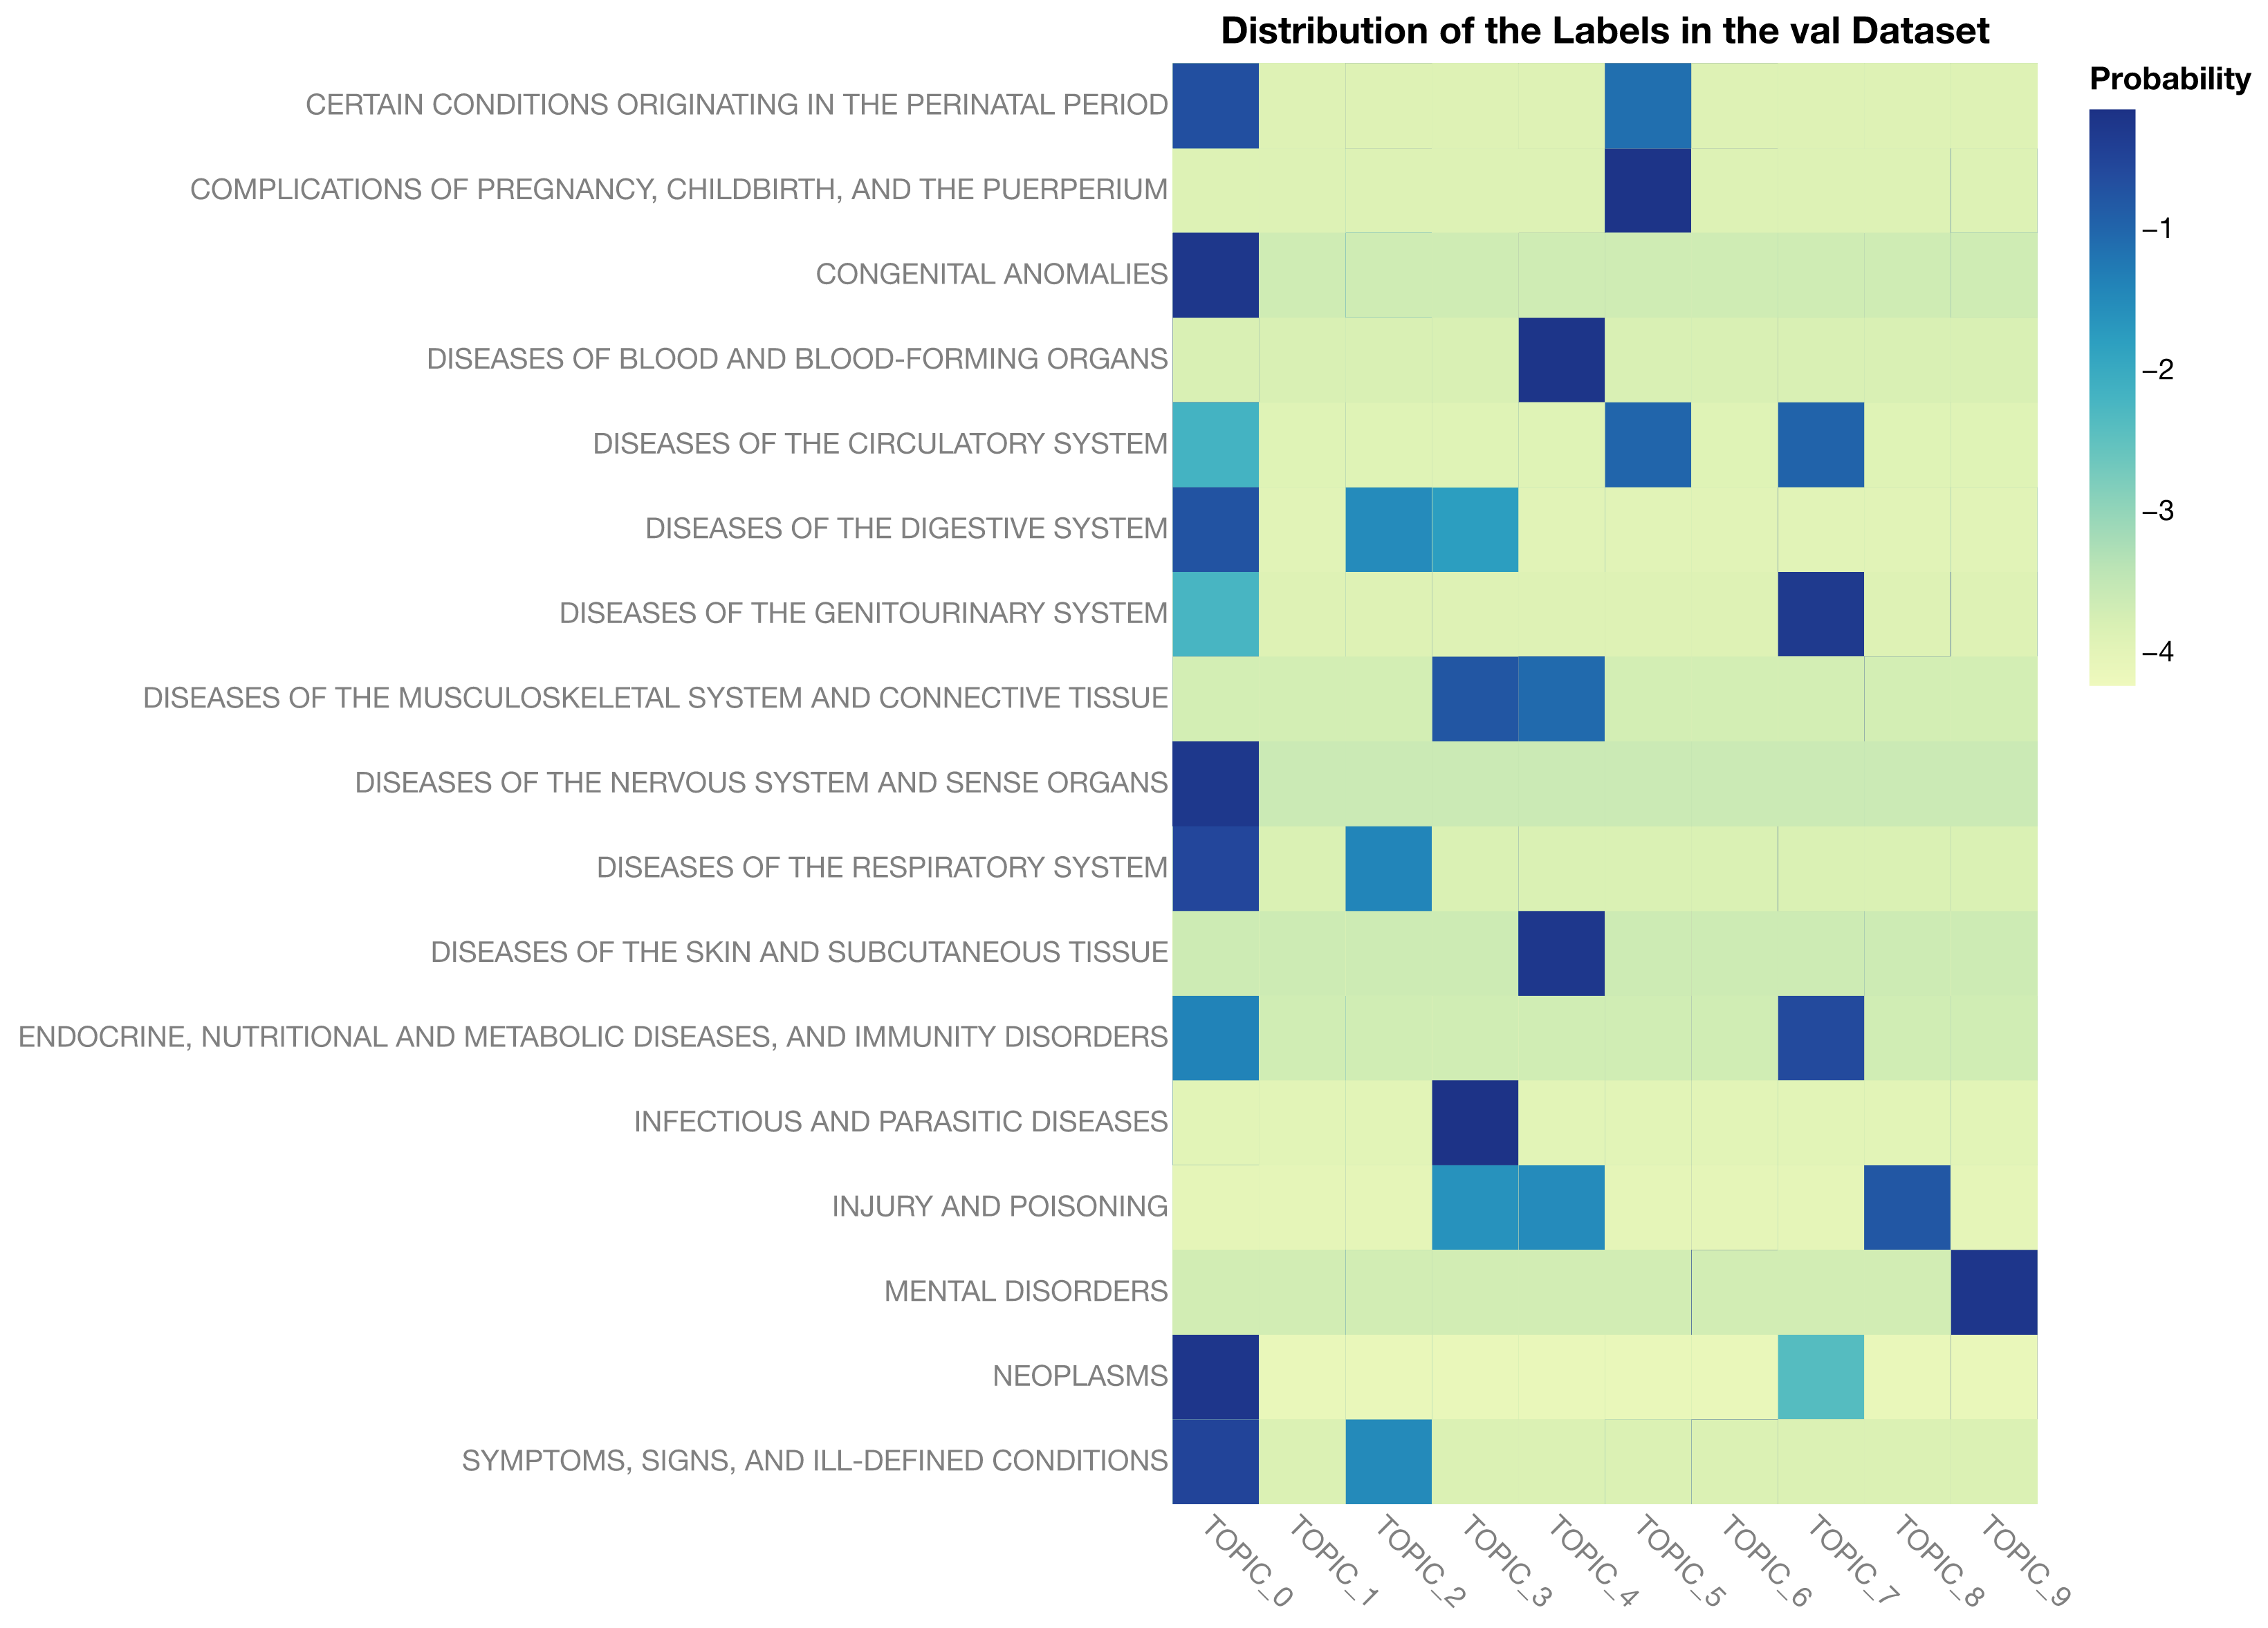 Distribution of the Labels in the val Dataset
Probability
CERTAIN CONDITIONS ORIGINATING IN THE PERINATAL PERIOD
COMPLICATIONS OF PREGNANCY, CHILDBIRTH, AND THE PUERPERIUM
CONGENITAL ANOMALIES
DISEASES OF BLOOD AND BLOOD-FORMING ORGANS
DISEASES OF THE CIRCULATORY SYSTEM
DISEASES OF THE DIGESTIVE SYSTEM
DISEASES OF THE GENITOURINARY SYSTEM
DISEASES OF THE MUSCULOSKELETAL SYSTEM AND CONNECTIVE TISSUE
DISEASES OF THE NERVOUS SYSTEM AND SENSE ORGANS
DISEASES OF THE RESPIRATORY SYSTEM
DISEASES OF THE SKIN AND SUBCUTANEOUS TISSUE
ENDOCRINE, NUTRITIONAL AND METABOLIC DISEASES, AND IMMUNITY DISORDERS
INFECTIOUS AND PARASITIC DISEASES
INJURY AND POISONING
MENTAL DISORDERS
NEOPLASMS
SYMPTOMS, SIGNS, AND ILL-DEFINED CONDITIONS
−1
−2
−3
−4
TOPIC_0
TOPIC_1
TOPIC_2
TOPIC_3
TOPIC_4
TOPIC_5
TOPIC_6
TOPIC_7
TOPIC_8
TOPIC_9